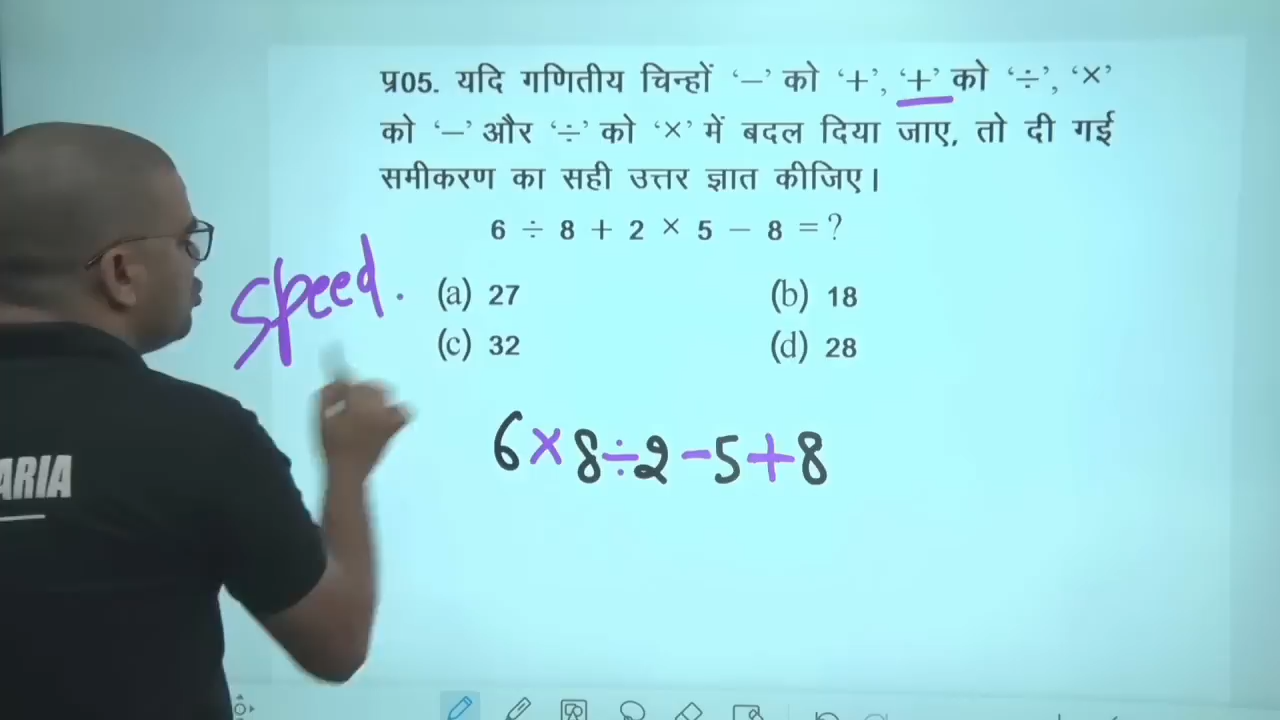 प्र05. यदि गणितीय चिन्हों ‘−’ को ‘+’, ‘+’ को ‘÷’, ‘×’
को ‘−’ और ‘÷’ को ‘×’ में बदल दिया जाए, तो दी गई
समीकरण का सही उत्तर ज्ञात कीजिए।
6 ÷ 8 + 2 × 5 − 8 = ?
speed.
(a) 27 (b) 18
(c) 32 (d) 28
6 × 8 ÷ 2 − 5 + 8
ARIA